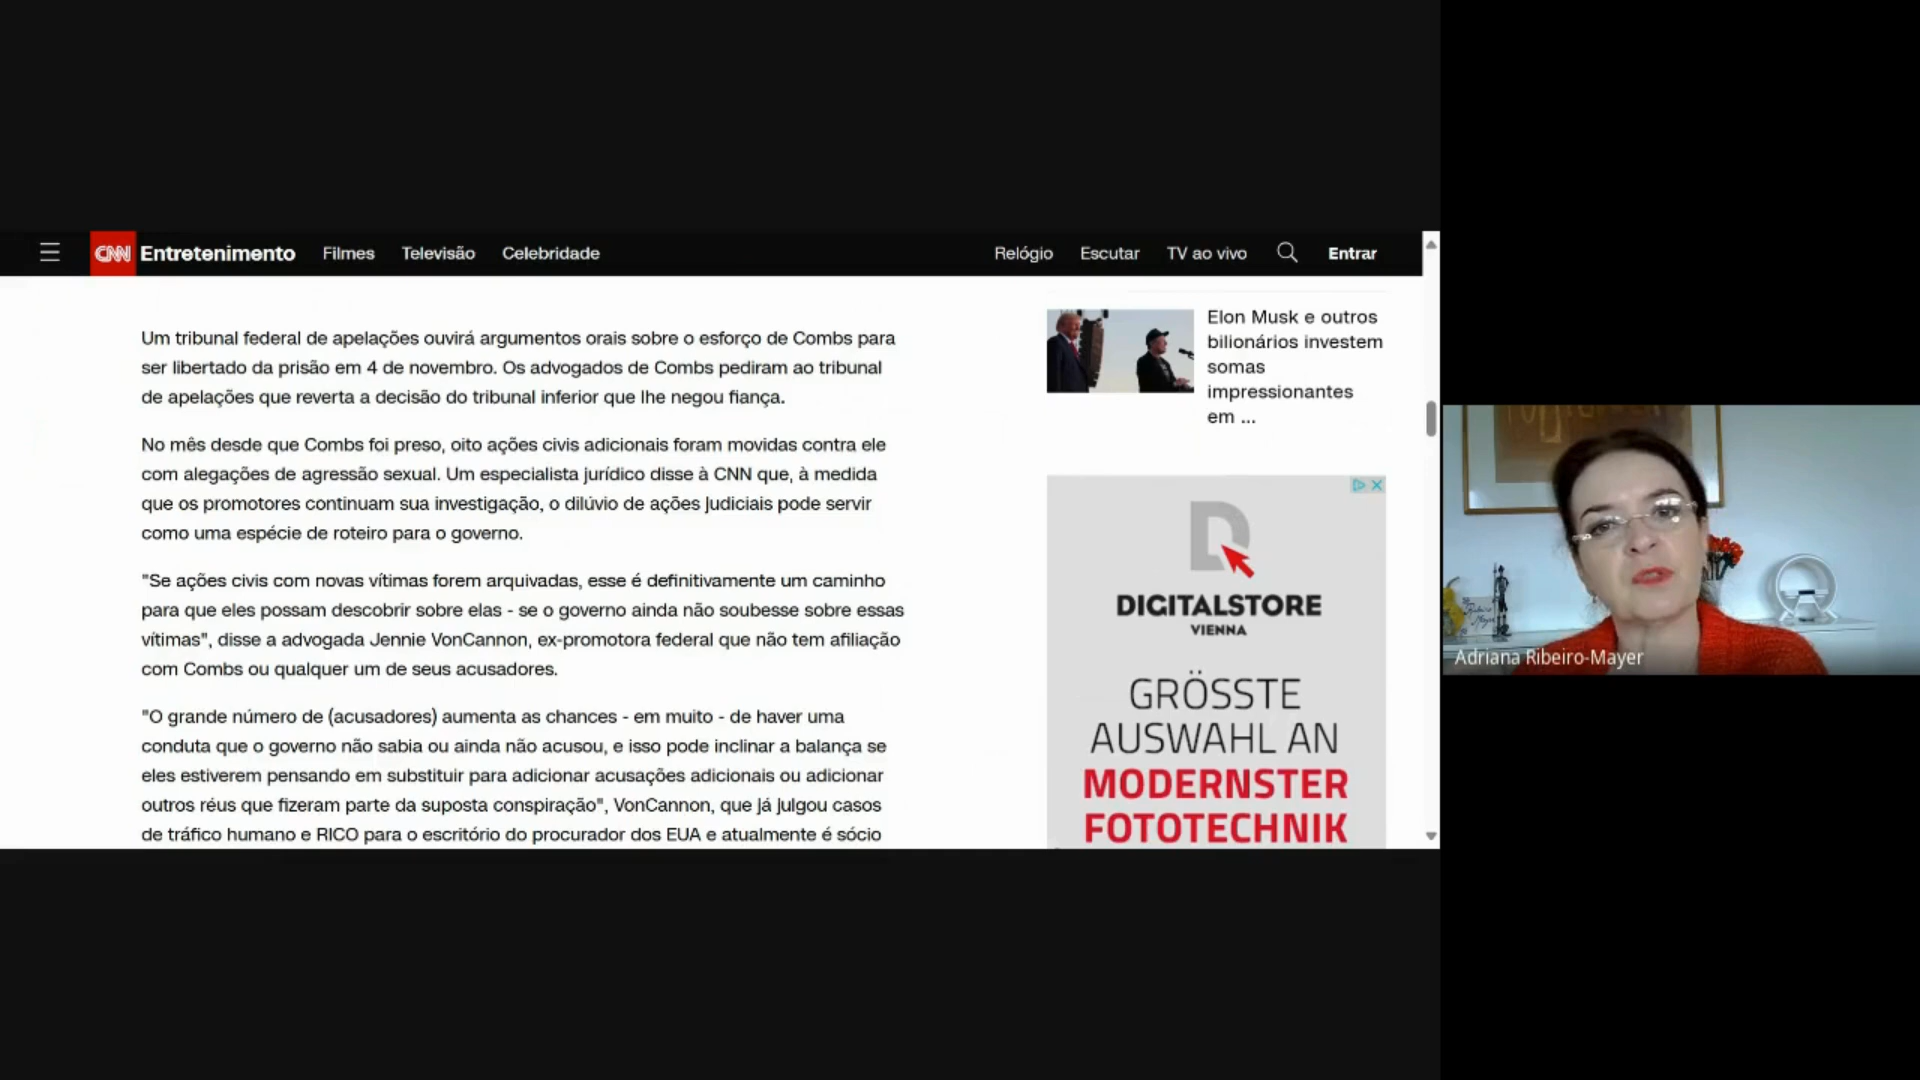 CNN Entretenimento Filmes Televisão Celebridade Relógio Escutar TV ao vivo Entrar
Um tribunal federal de apelações ouvirá argumentos orais sobre o esforço de Combs para
ser libertado da prisão em 4 de novembro. Os advogados de Combs pediram ao tribunal
de apelações que reverta a decisão do tribunal inferior que lhe negou fiança.
No mês desde que Combs foi preso, oito ações civis adicionais foram movidas contra ele
com alegações de agressão sexual. Um especialista jurídico disse à CNN que, à medida
que os promotores continuam sua investigação, o dilúvio de ações judiciais pode servir
como uma espécie de roteiro para o governo.
"Se ações civis com novas vítimas forem arquivadas, esse é definitivamente um caminho
para que eles possam descobrir sobre elas - se o governo ainda não soubesse sobre essas
vítimas", disse a advogada Jennie VonCannon, ex-promotora federal que não tem afiliação
com Combs ou qualquer um de seus acusadores.
"O grande número de (acusadores) aumenta as chances - em muito - de haver uma
conduta que o governo não sabia ou ainda não acusou, e isso pode inclinar a balança se
eles estiverem pensando em substituir para adicionar acusações adicionais ou adicionar
outros réus que fizeram parte da suposta conspiração", VonCannon, que já julgou casos
de tráfico humano e RICO para o escritório do procurador dos EUA e atualmente é sócio
Elon Musk e outros
bilionários investem
somas
impressionantes
em ...
DIGITALSTORE
VIENNA
GRÖSSTE
AUSWAHL AN
MODERNSTER
FOTOTECHNIK
Adriana Ribeiro-Mayer